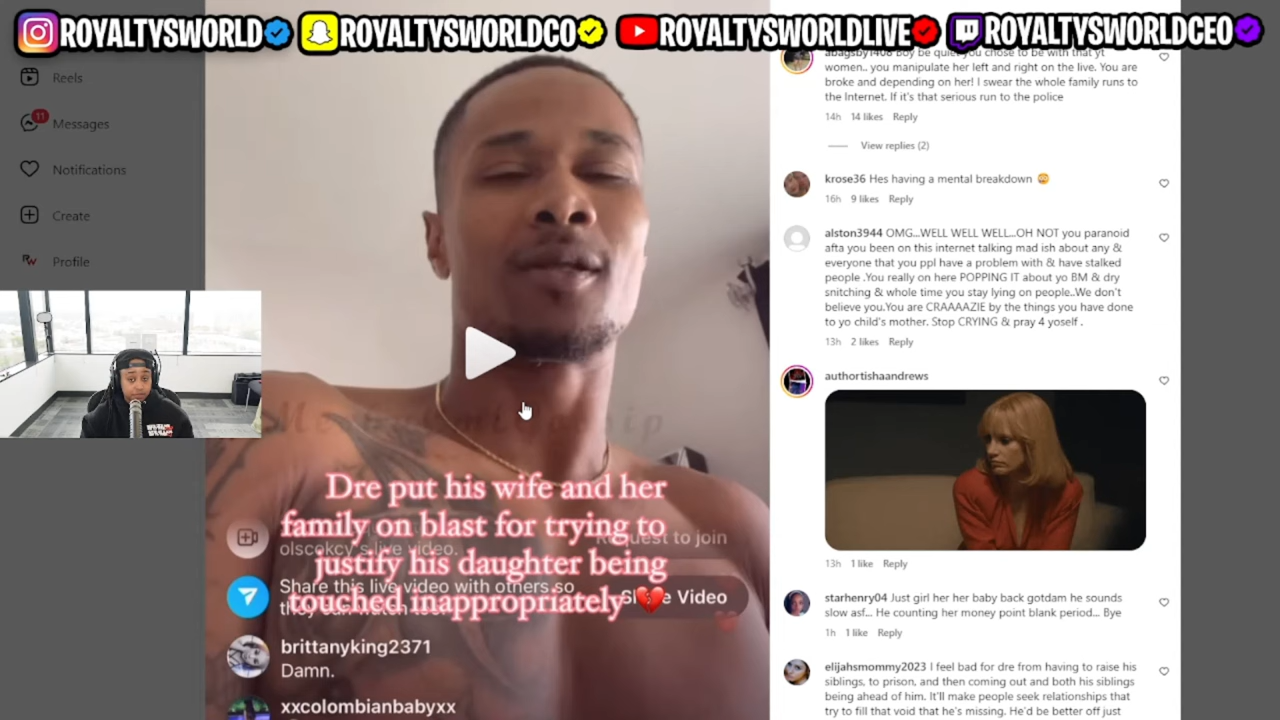 ROYALTYSWORLD ROYALTYSWORLDCO ROYALTYSWORLDLIVE ROYALTYSWORLDCEO
Reels
11
Messages
Notifications
Create
Profile
Dre put his wife and her
family on blast for trying to
justify his daughter being
touched inappropriately 💔
Request to join
olscokcy's live video.
Share this live video with others so
they can watch too.
Share Video
brittanyking2371
Damn.
xxcolombianbabyxx
abagsby1408 Boy be quiet you chose to be with that yt
women.. you manipulate her left and right on the live. You are
broke and depending on her! I swear the whole family runs to
the Internet. If it's that serious run to the police
14h 14 likes Reply
View replies (2)
krose36 Hes having a mental breakdown 😳
16h 9 likes Reply
alston3944 OMG...WELL WELL WELL...OH NOT you paranoid
afta you been on this internet talking mad ish about any &
everyone that you ppl have a problem with & have stalked
people .You really on here POPPING IT about yo BM & dry
snitching & whole time you stay lying on people..We don't
believe you.You are CRAAAAZIE by the things you have done
to yo child's mother. Stop CRYING & pray 4 yoself .
13h 2 likes Reply
authortishaandrews
13h 1 like Reply
starhenry04 Just girl her her baby back gotdam he sounds
slow asf... He counting her money point blank period... Bye
1h 1 like Reply
elijahsmommy2023 I feel bad for dre from having to raise his
siblings, to prison, and then coming out and both his siblings
being ahead of him. It'll make people seek relationships that
try to fill that void that he's missing. He'd be better off just